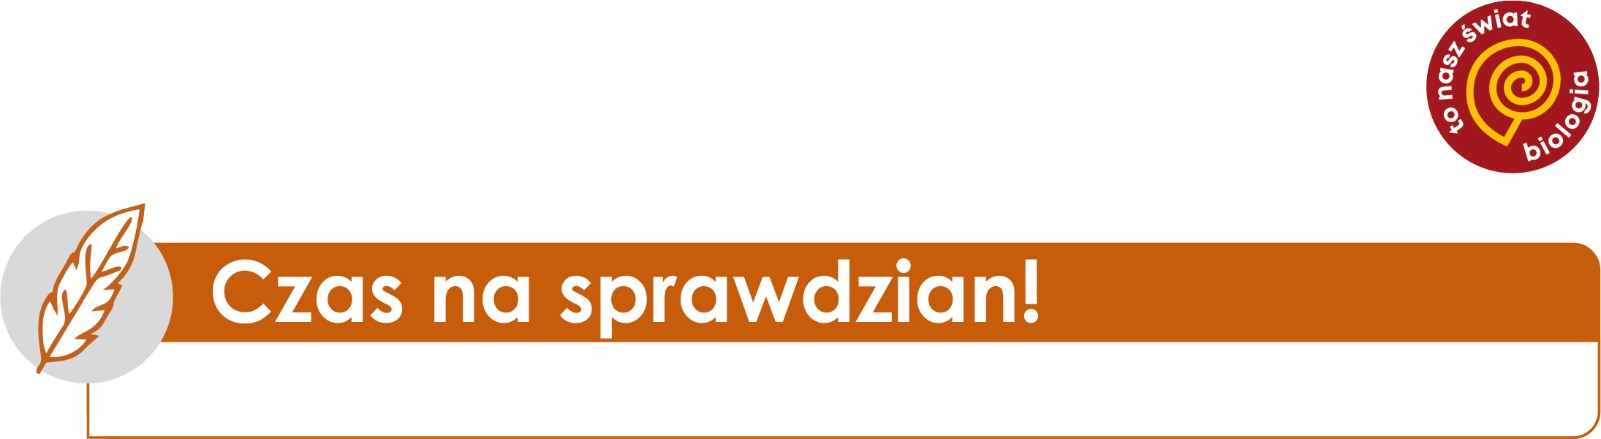 to nasz świat
biologia
Czas na sprawdzian!